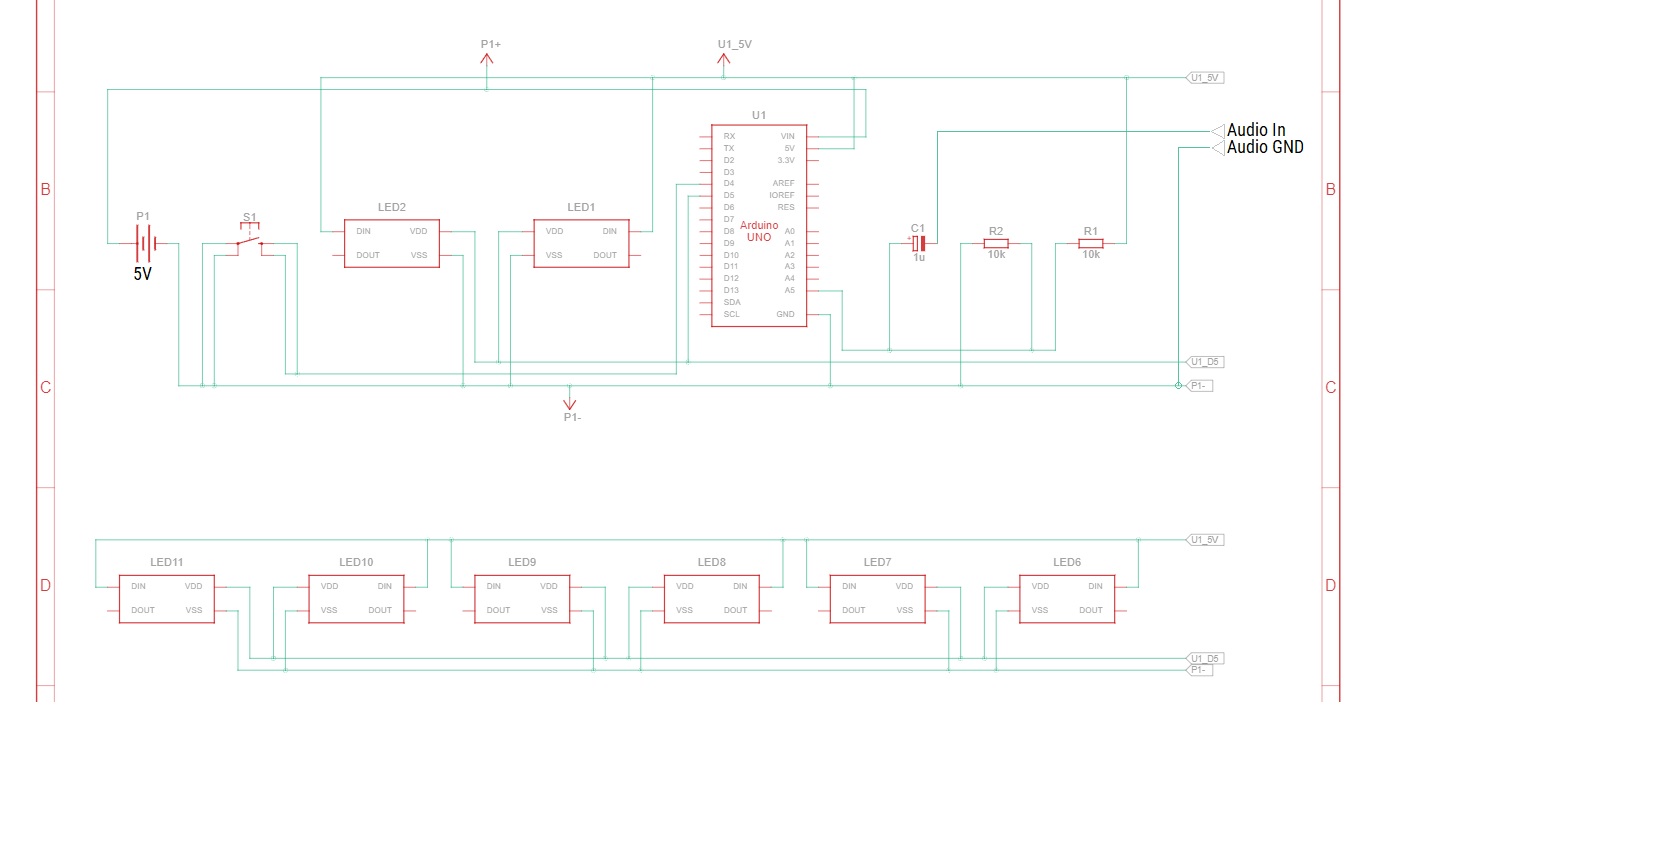 P1+
U1_5V
U1_5V
U1
Audio In
Audio GND
RX VIN
TX 5V
D2 3.3V
D3
B D4 AREF B
D5 IOREF
D6 RES
D7
P1
S1
LED2
LED1
DIN VDD
DOUT VSS
VDD DIN
VSS DOUT
Arduino
UNO
D8 A0
D9 A1
D10 A2
D11 A3
D12 A4
D13 A5
SDA
SCL GND
C1
+
1u
R2
10k
R1
10k
5V
U1_D5
C P1- C
P1-
U1_5V
LED11 LED10 LED9 LED8 LED7 LED6
D DIN VDD VDD DIN DIN VDD VDD DIN DIN VDD VDD DIN D
DOUT VSS VSS DOUT DOUT VSS VSS DOUT DOUT VSS VSS DOUT
U1_D5
P1-